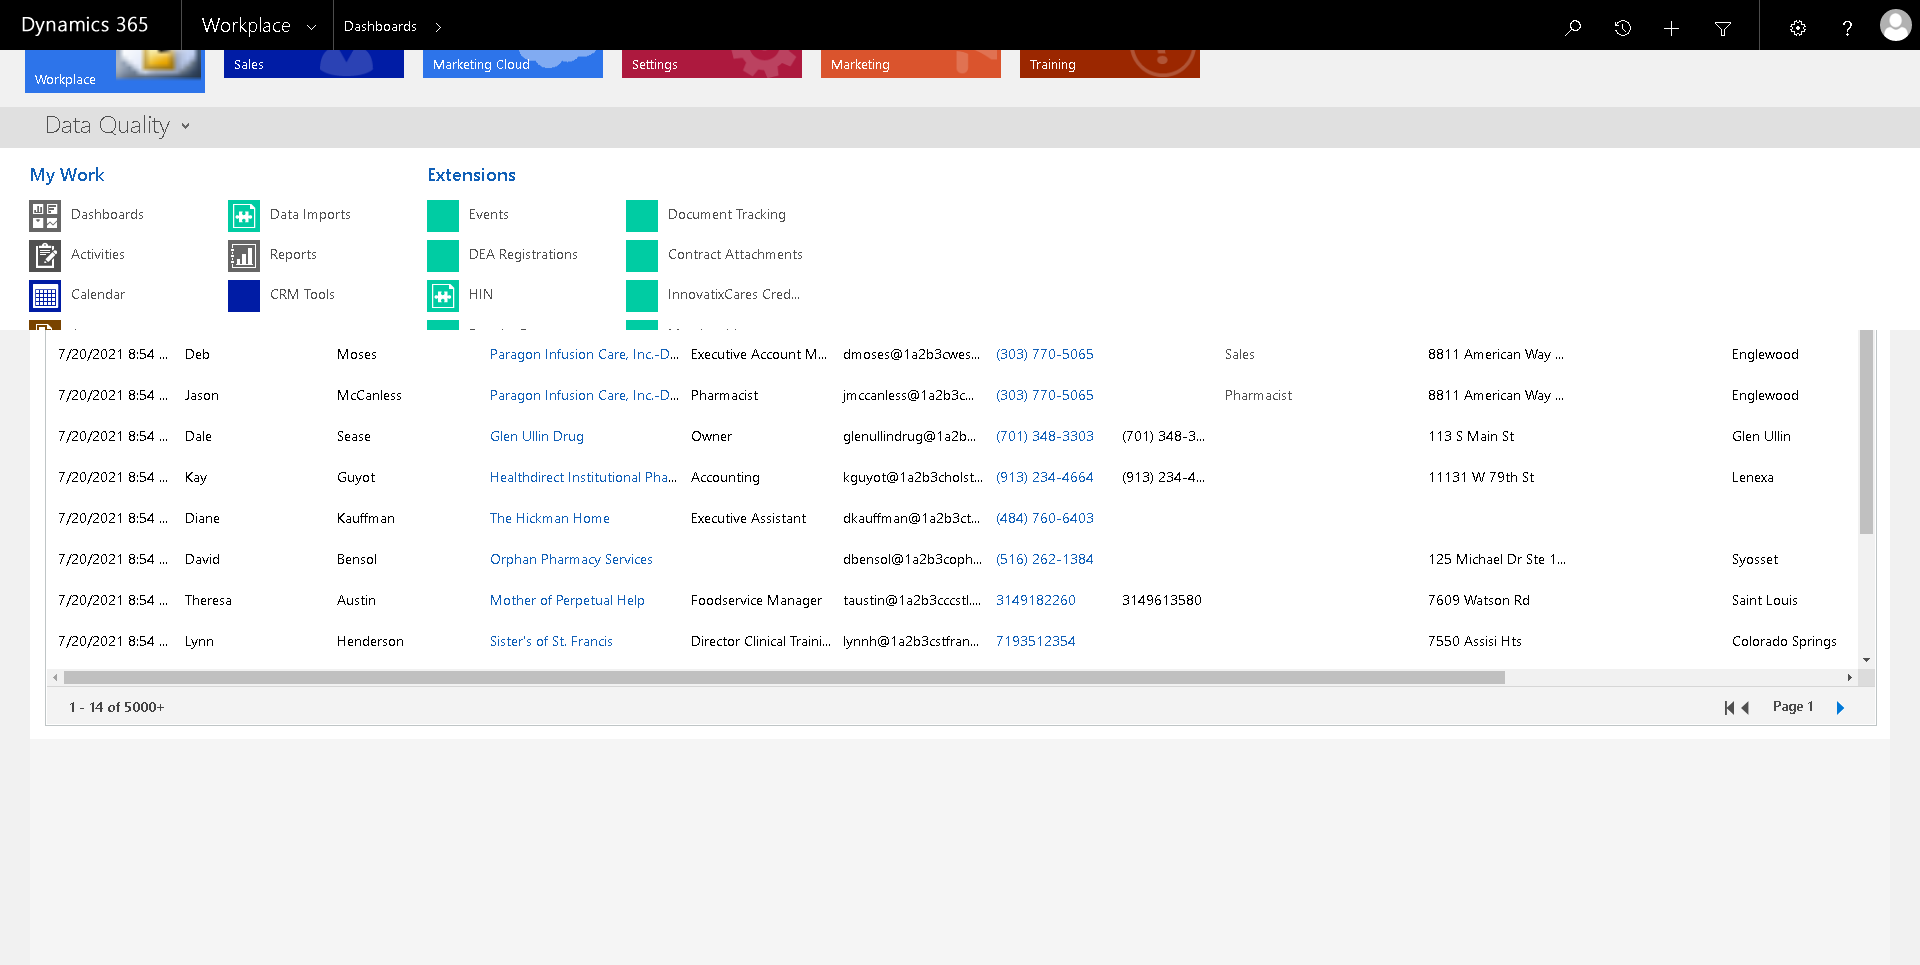 Dynamics 365 Workplace Dashboards
Workplace Sales Marketing Cloud Settings Marketing Training
Data Quality
My Work Extensions
Dashboards Data Imports Events Document Tracking
Activities Reports DEA Registrations Contract Attachments
Calendar CRM Tools HIN InnovatixCares Cred...
7/20/2021 8:54 ... Deb Moses Paragon Infusion Care, Inc.-D... Executive Account M... dmoses@1a2b3cwes... (303) 770-5065 Sales 8811 American Way ... Englewood
7/20/2021 8:54 ... Jason McCanless Paragon Infusion Care, Inc.-D... Pharmacist jmccanless@1a2b3c... (303) 770-5065 Pharmacist 8811 American Way ... Englewood
7/20/2021 8:54 ... Dale Sease Glen Ullin Drug Owner glenullindrug@1a2b... (701) 348-3303 (701) 348-3... 113 S Main St Glen Ullin
7/20/2021 8:54 ... Kay Guyot Healthdirect Institutional Pha... Accounting kguyot@1a2b3cholst... (913) 234-4664 (913) 234-4... 11131 W 79th St Lenexa
7/20/2021 8:54 ... Diane Kauffman The Hickman Home Executive Assistant dkauffman@1a2b3ct... (484) 760-6403
7/20/2021 8:54 ... David Bensol Orphan Pharmacy Services dbensol@1a2b3coph... (516) 262-1384 125 Michael Dr Ste 1... Syosset
7/20/2021 8:54 ... Theresa Austin Mother of Perpetual Help Foodservice Manager taustin@1a2b3cccstl.... 3149182260 3149613580 7609 Watson Rd Saint Louis
7/20/2021 8:54 ... Lynn Henderson Sister's of St. Francis Director Clinical Traini... lynnh@1a2b3cstfran... 7193512354 7550 Assisi Hts Colorado Springs
1 - 14 of 5000+ Page 1